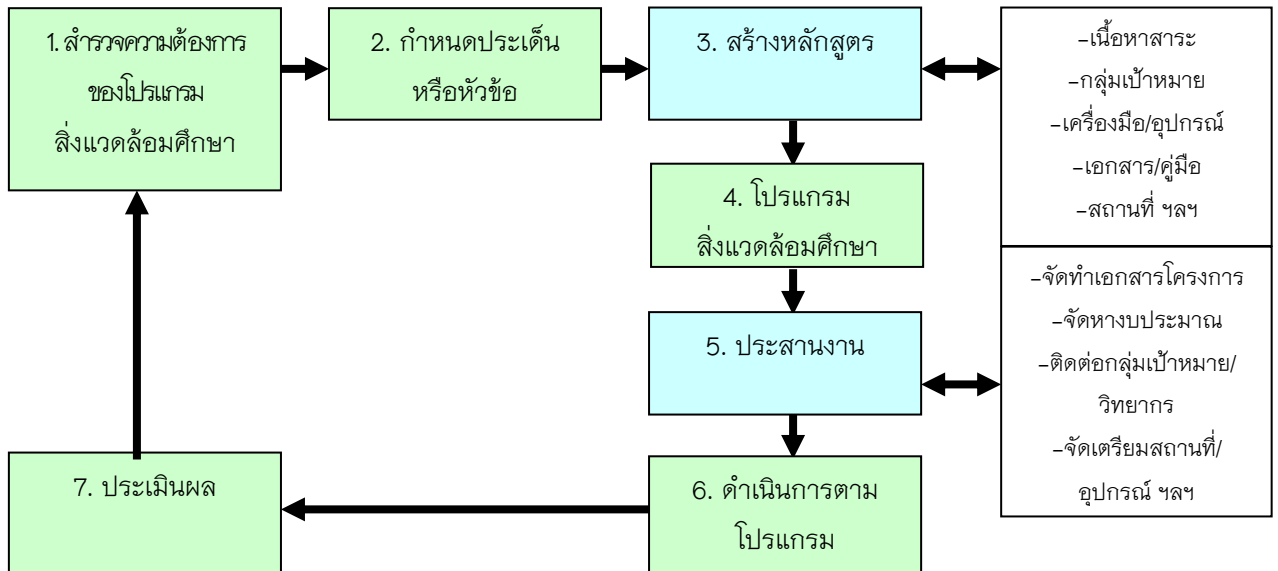 1. สำรวจความต้องการ
ของโปรแกรม
สิ่งแวดล้อมศึกษา
2. กำหนดประเด็น
หรือหัวข้อ
3. สร้างหลักสูตร
-เนื้อหาสาระ
-กลุ่มเป้าหมาย
-เครื่องมือ/อุปกรณ์
-เอกสาร/คู่มือ
-สถานที่ ฯลฯ
4. โปรแกรม
สิ่งแวดล้อมศึกษา
5. ประสานงาน
-จัดทำเอกสารโครงการ
-จัดหางบประมาณ
-ติดต่อกลุ่มเป้าหมาย/
วิทยากร
-จัดเตรียมสถานที่/
อุปกรณ์ ฯลฯ
6. ดำเนินการตาม
โปรแกรม
7. ประเมินผล